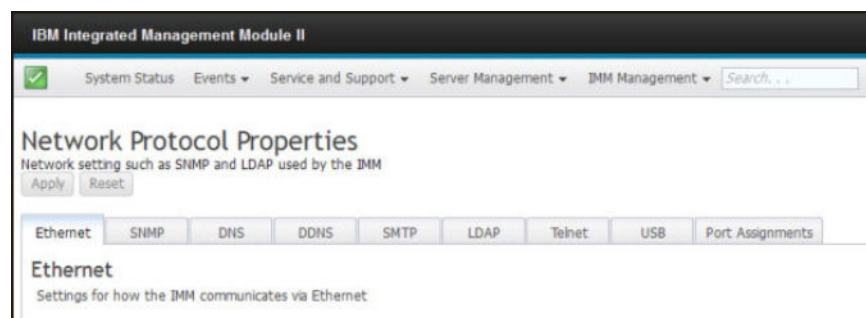 IBM Integrated Management Module II
System Status Events Service and Support Server Management IMM Management Search...
Network Protocol Properties
Network setting such as SNMP and LDAP used by the IMM
Apply Reset
Ethernet SNMP DNS DDNS SMTP LDAP Telnet USB Port Assignments
Ethernet
Settings for how the IMM communicates via Ethernet